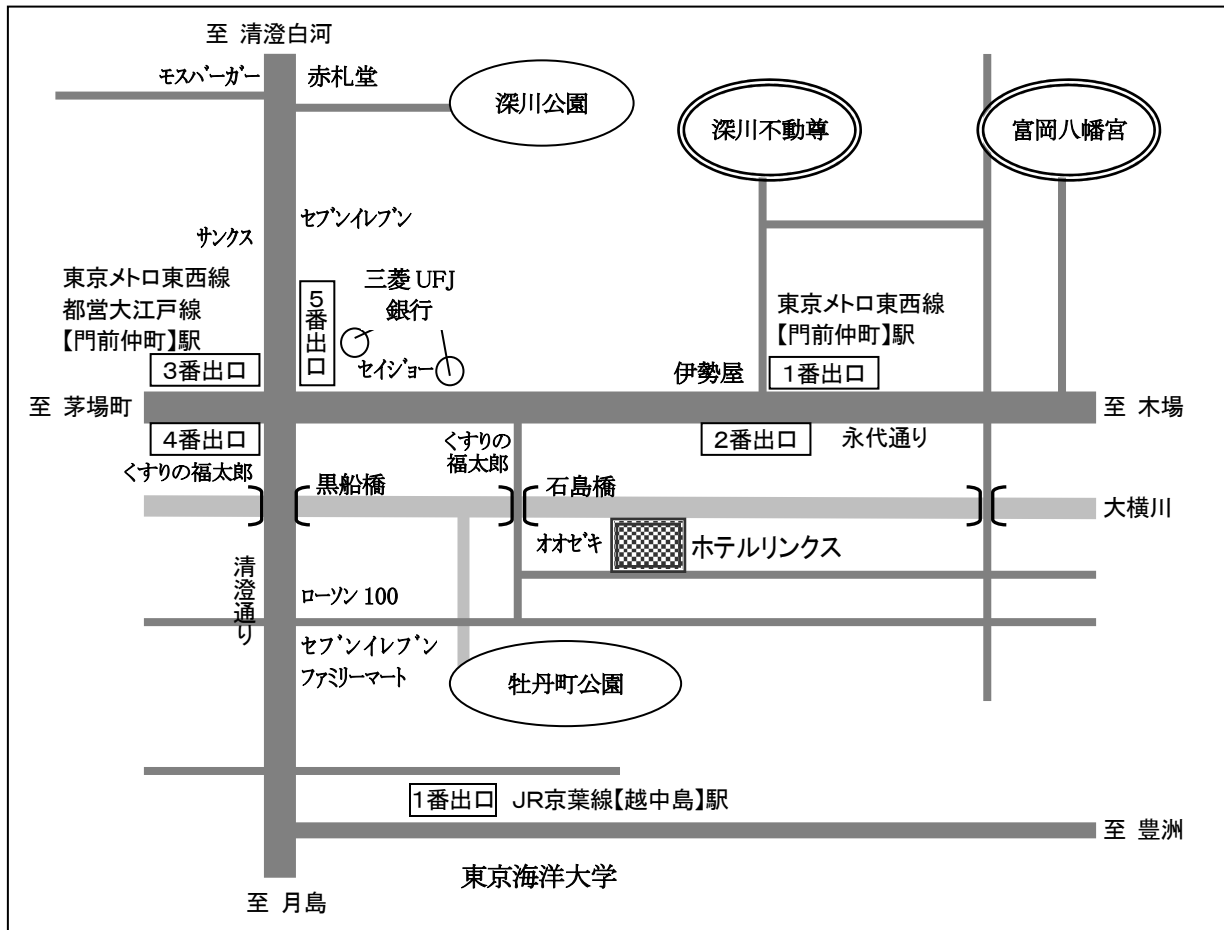 至 清澄白河
モスバーガー
赤札堂
深川公園
深川不動尊
富岡八幡宮
セブンイレブン
サンクス
東京メトロ東西線
都営大江戸線
【門前仲町】駅
3番出口
5番出口
三菱 UFJ
銀行
セイジョー
東京メトロ東西線
【門前仲町】駅
伊勢屋
1番出口
至 茅場町
至 木場
4番出口
くすりの福太郎
くすりの
福太郎
2番出口
永代通り
黒船橋
石島橋
大横川
オオゼキ
ホテルリンクス
清澄通り
ローソン 100
セブンイレブン
ファミリーマート
牡丹町公園
1番出口
JR京葉線【越中島】駅
至 豊洲
東京海洋大学
至 月島